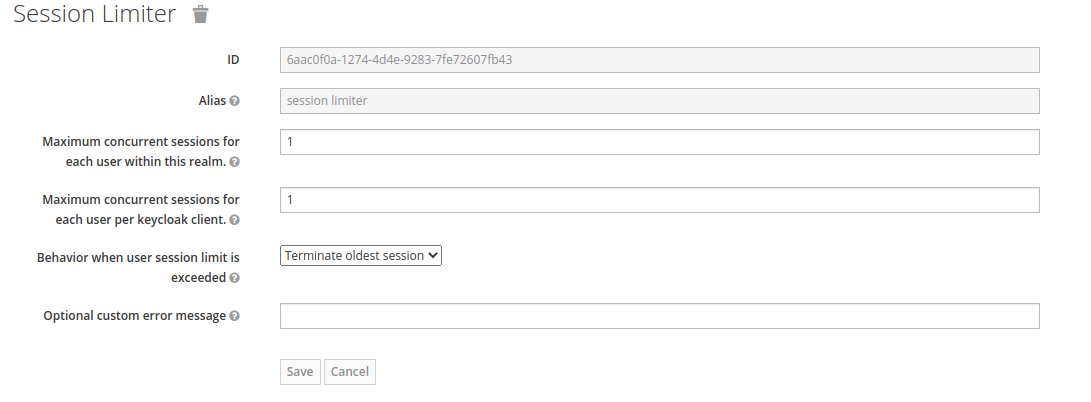 Session Limiter
ID
6aac0f0a-1274-4d4e-9283-7fe72607fb43
Alias
session limiter
Maximum concurrent sessions for
each user within this realm.
1
Maximum concurrent sessions for
each user per keycloak client.
1
Behavior when user session limit is
exceeded
Terminate oldest session
Optional custom error message
Save Cancel